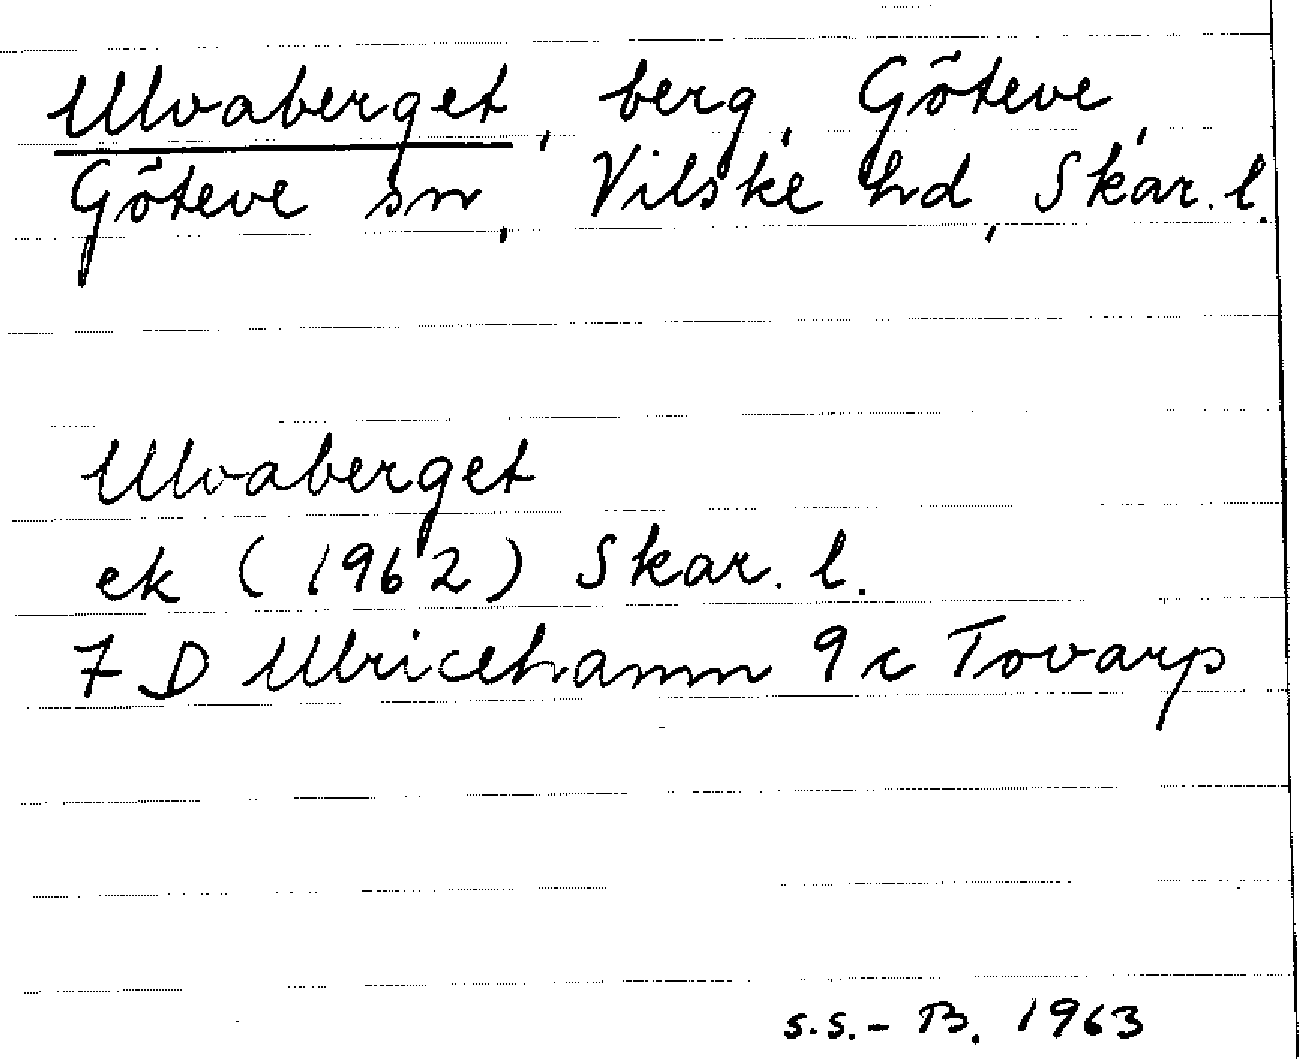 Ulvaberget, berg, Göteve,
Göteve sn, Vilske hd, Skar. l.
Ulvaberget
ek (1962) Skar. l.
7 D Ulricehamn 9 c Tovarp
s.s.- B. 1963